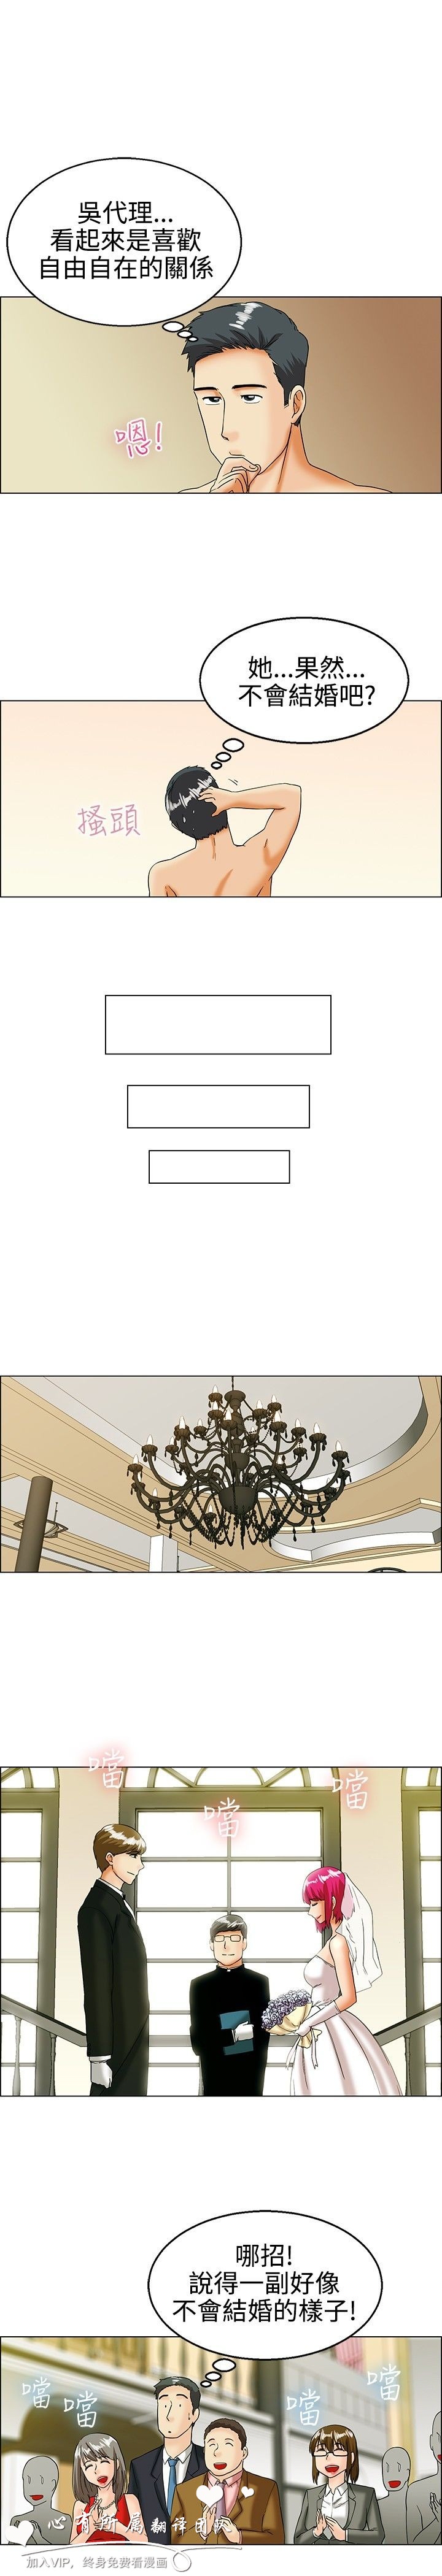 吳代理...
看起來是喜歡
自由自在的關係
嗯!
她...果然...
不會結婚吧?
搔頭
噹
噹
噹
哪招!
說得一副好像
不會結婚的樣子!
噹
噹
噹
噹
心有所屬翻译团队
加入VIP，终身免费看漫画